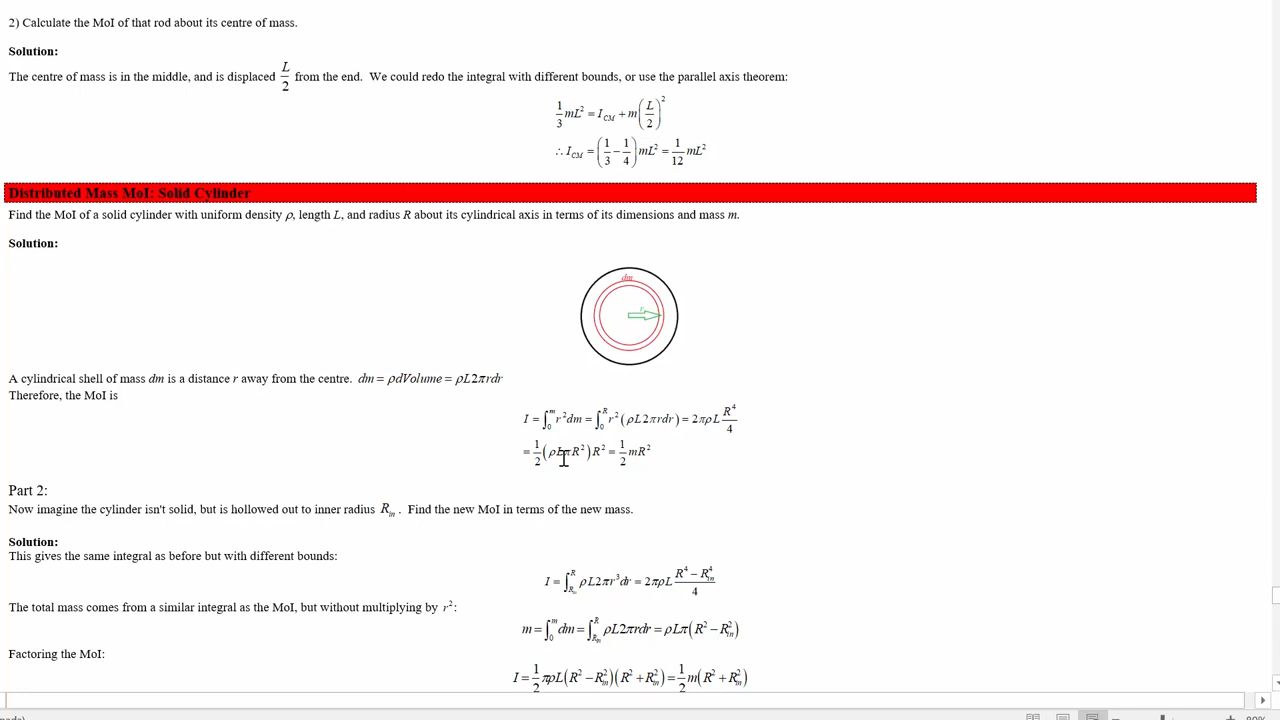 2) Calculate the MoI of that rod about its centre of mass.
Solution:
The centre of mass is in the middle, and is displaced L/2 from the end. We could redo the integral with different bounds, or use the parallel axis theorem:
1/3 mL² = I_CM + m(L/2)²
∴ I_CM = (1/3 − 1/4) mL² = 1/12 mL²
Distributed Mass MoI: Solid Cylinder
Find the MoI of a solid cylinder with uniform density ρ, length L, and radius R about its cylindrical axis in terms of its dimensions and mass m.
Solution:
dm
r
A cylindrical shell of mass dm is a distance r away from the centre. dm = ρdVolume = ρL2πrdr
Therefore, the MoI is
I = ∫₀^m r²dm = ∫₀^R r²(ρL2πrdr) = 2πρL R⁴/4
= 1/2 (ρLπR²)R² = 1/2 mR²
Part 2:
Now imagine the cylinder isn't solid, but is hollowed out to inner radius R_in. Find the new MoI in terms of the new mass.
Solution:
This gives the same integral as before but with different bounds:
I = ∫_{R_in}^R ρL2πr³dr = 2πρL (R⁴ − R_in⁴)/4
The total mass comes from a similar integral as the MoI, but without multiplying by r²:
m = ∫₀^m dm = ∫_{R_in}^R ρL2πrdr = ρLπ(R² − R_in²)
Factoring the MoI:
I = 1/2 πρL(R² − R_in²)(R² + R_in²) = 1/2 m(R² + R_in²)
80%